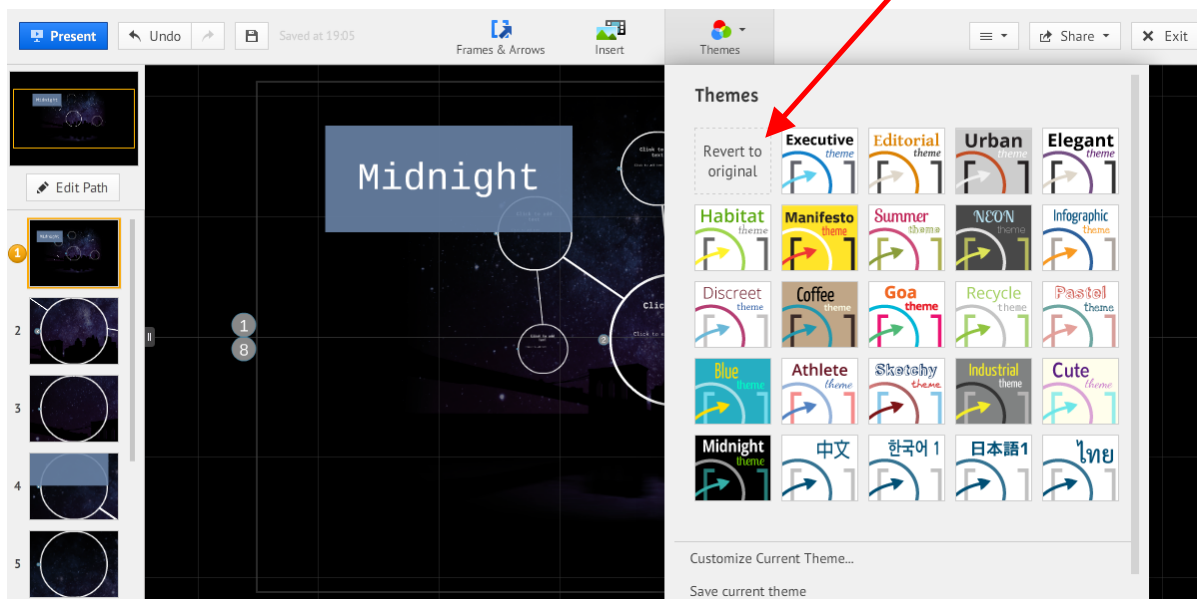 Present
Undo
Saved at 19:05
Frames & Arrows
Insert
Themes
Share
Exit
Midnight
Edit Path
1
2
3
4
5
Midnight
1
8
2
Themes
Revert to
original
Executive
theme
Editorial
theme
Urban
theme
Elegant
theme
Habitat
theme
Manifesto
theme
Summer
theme
NEON
theme
Infographic
theme
Discreet
theme
Coffee
theme
Goa
theme
Recycle
theme
Pastel
theme
Blue
theme
Athlete
theme
Sketchy
theme
Industrial
theme
Cute
theme
Midnight
theme
中文
한국어 1
日本語1
ไทย
Customize Current Theme...
Save current theme